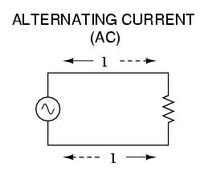 ALTERNATING CURRENT
(AC)
I
I